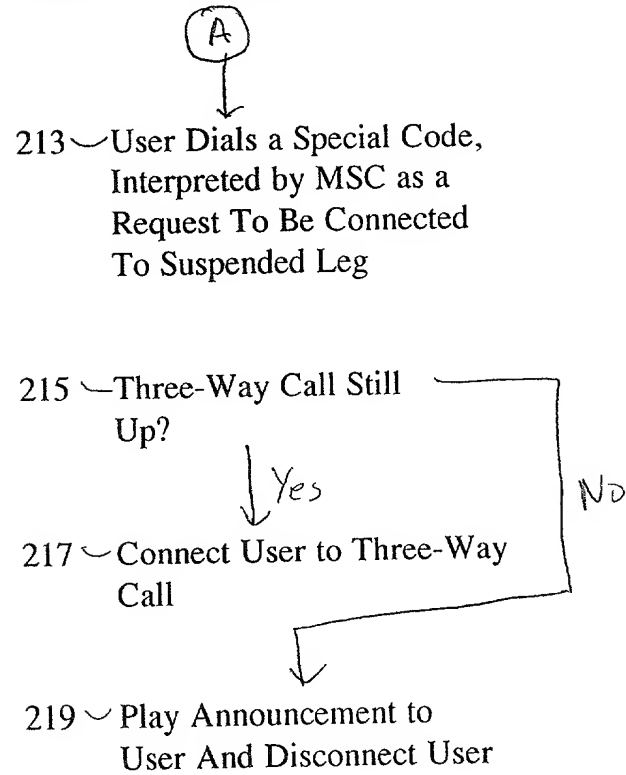 A
213 User Dials a Special Code,
Interpreted by MSC as a
Request To Be Connected
To Suspended Leg
215 Three-Way Call Still
Up?
Yes
No
217 Connect User to Three-Way
Call
219 Play Announcement to
User And Disconnect User